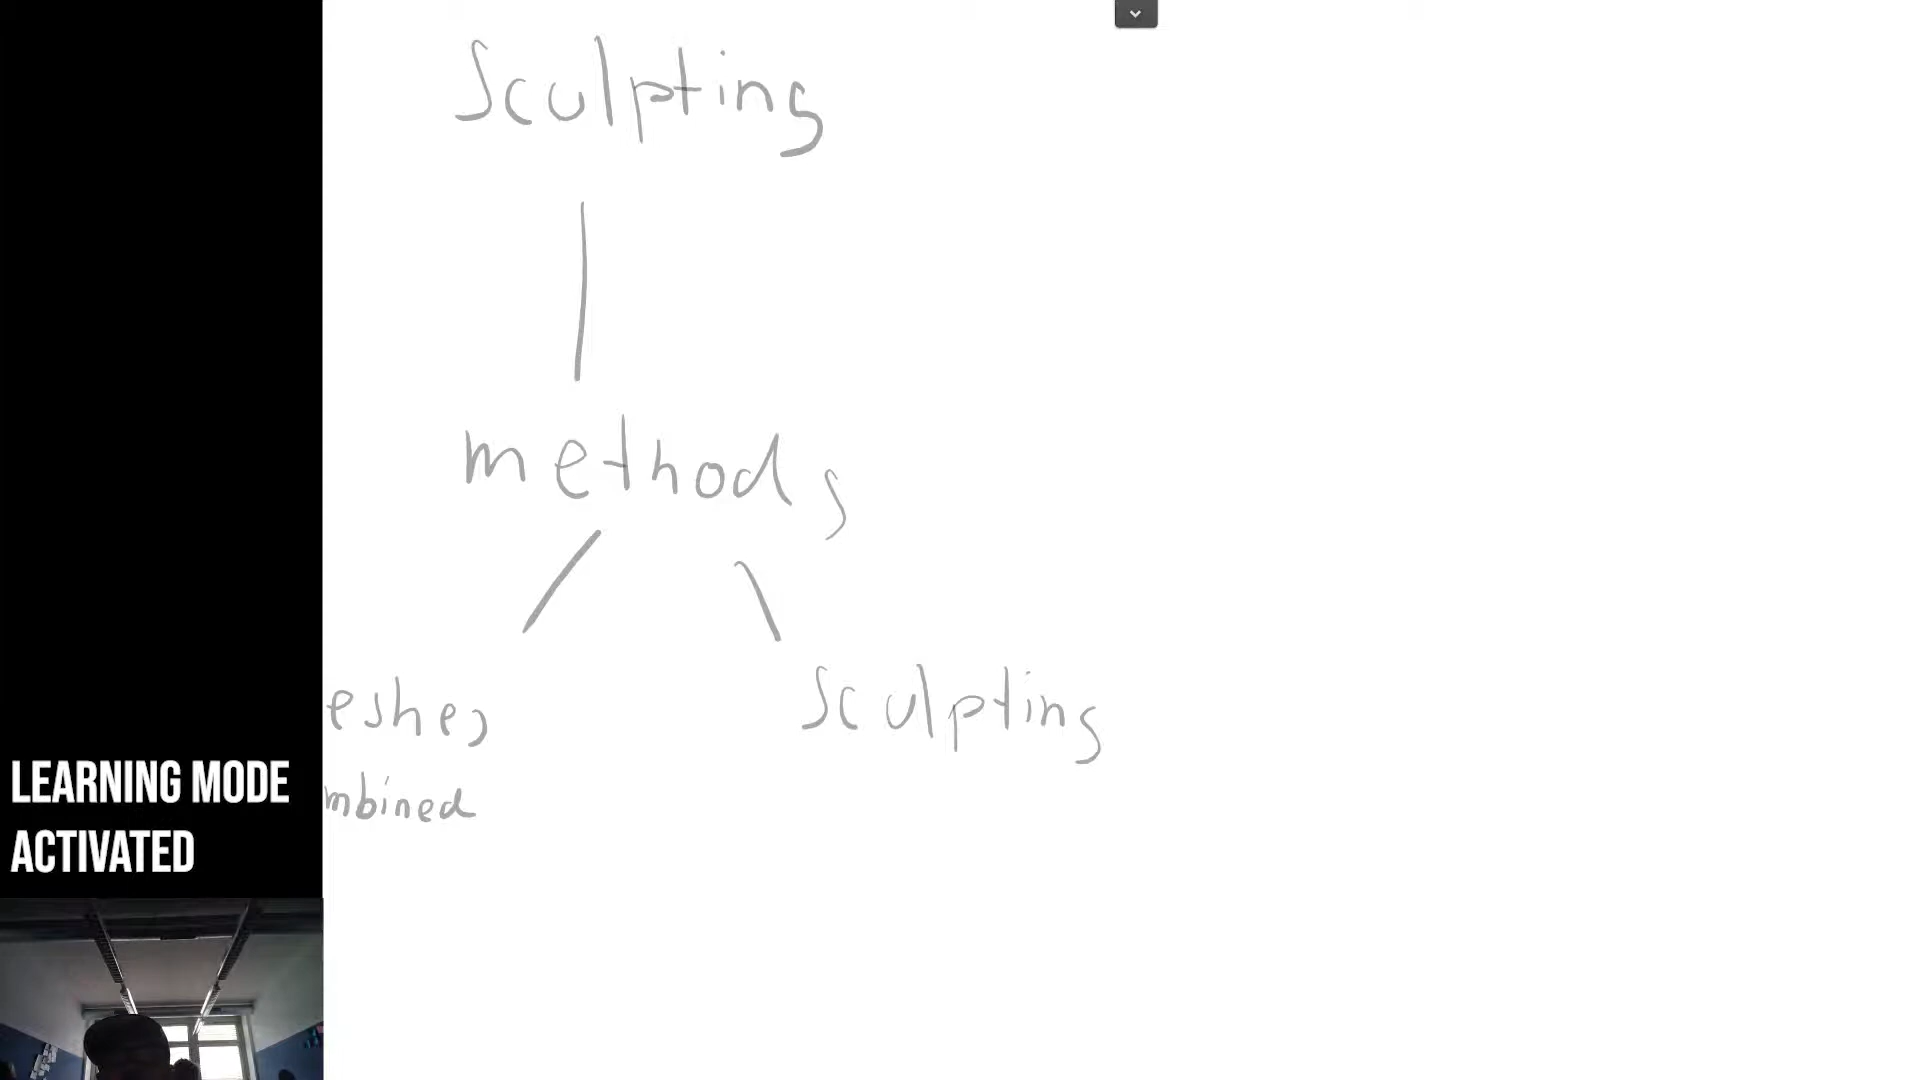 Sculpting
methods
eshes
Sculpting
mbined
LEARNING MODE
ACTIVATED